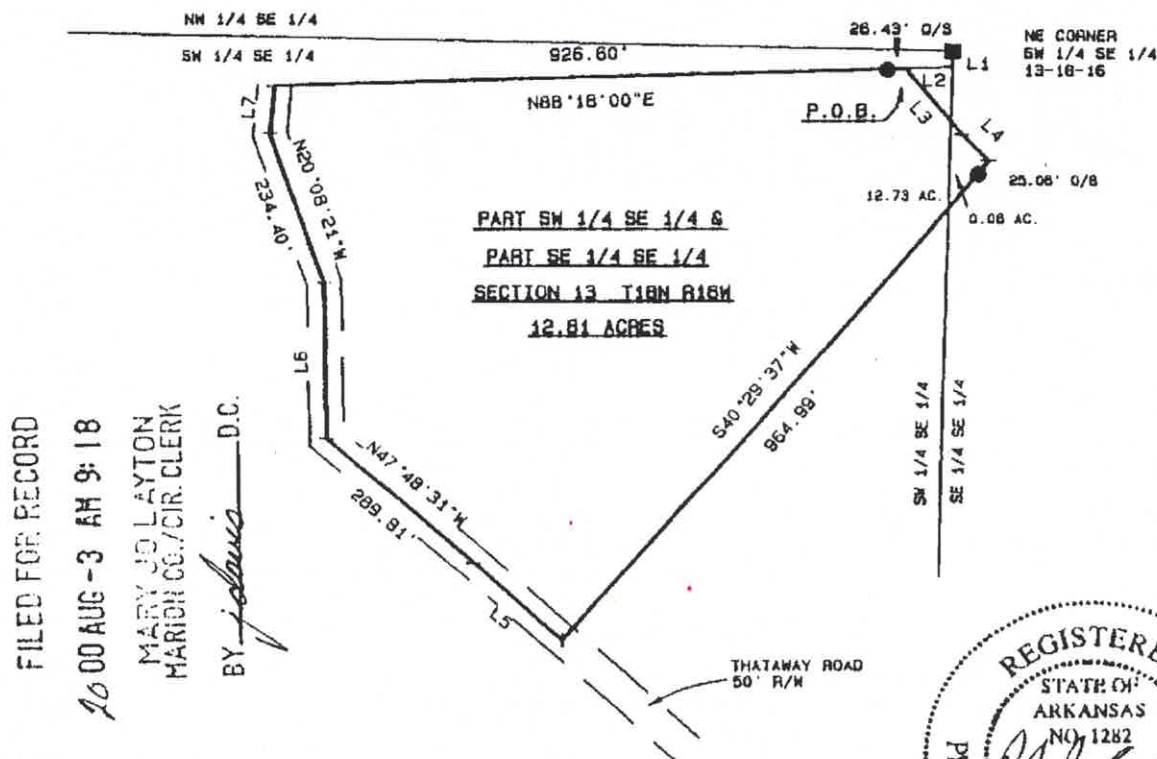 NW 1/4 SE 1/4
SW 1/4 SE 1/4
926.60'
26.43' O/S
NE CORNER
SW 1/4 SE 1/4
13-18-16
L1
L2
L3
L4
N88°18'00"E
P.O.B.
L7
N20°08'21"W
234.40'
25.06' O/S
12.73 AC.
0.08 AC.
PART SW 1/4 SE 1/4 &
PART SE 1/4 SE 1/4
SECTION 13 T18N R16W
12.81 ACRES
L6
S40°29'37"W
964.99'
SW 1/4 SE 1/4
SE 1/4 SE 1/4
N47°48'31"W
289.81'
L5
THATAWAY ROAD
50' R/W
FILED FOR RECORD
2000 AUG -3 AM 9:18
MARY JO LAYTON
MARION CO./CIR. CLERK
BY D.C.
REGISTERE
STATE OF
ARKANSAS
NO. 1282